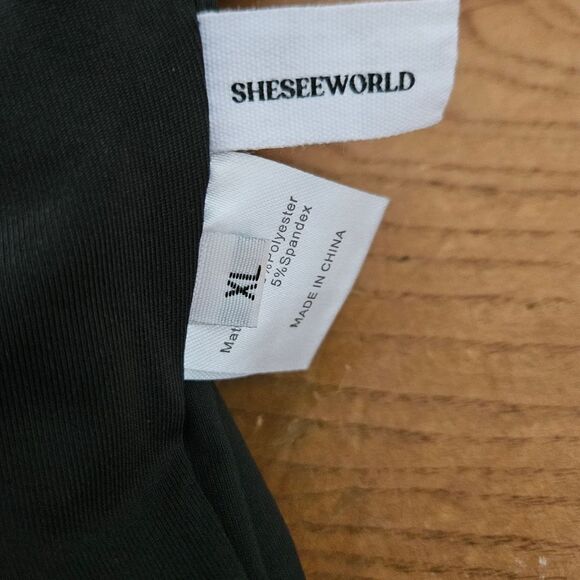 SHESEEWORLD
XL
%Polyester
5%Spandex
MADE IN CHINA